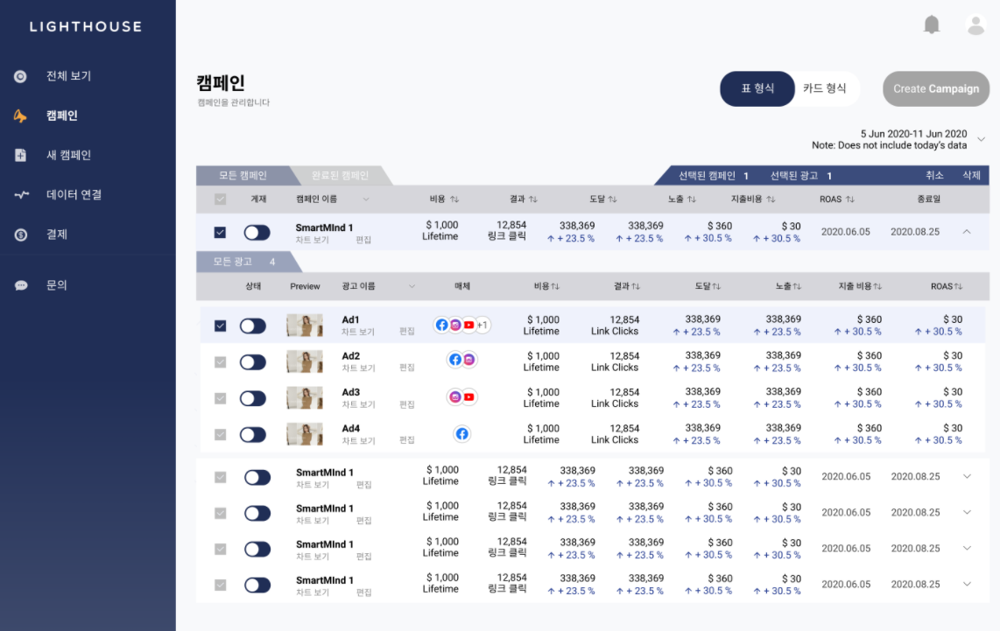 LIGHTHOUSE
전체 보기
캠페인
새 캠페인
데이터 연결
결제
문의
캠페인
캠페인을 관리합니다
표 형식 카드 형식
Create Campaign
5 Jun 2020-11 Jun 2020
Note: Does not include today's data
모든 캠페인 완료된 캠페인 선택된 캠페인 1 선택된 광고 1 취소 삭제
게재 캠페인 이름 비용 결과 도달 노출 지출비용 ROAS 종료일
SmartMInd 1 $ 1,000 12,854 338,369 338,369 $ 360 $ 30 2020.06.05 2020.08.25
차트 보기 편집 Lifetime 링크 클릭 ↑ + 23.5 % ↑ + 23.5 % ↑ + 30.5 % ↑ + 30.5 %
모든 광고 4
상태 Preview 광고 이름 매체 비용 결과 도달 노출 지출 비용 ROAS
Ad1 +1 $ 1,000 12,854 338,369 338,369 $ 360 $ 30
차트 보기 편집 Lifetime Link Clicks ↑ + 23.5 % ↑ + 23.5 % ↑ + 30.5 % ↑ + 30.5 %
Ad2 $ 1,000 12,854 338,369 338,369 $ 360 $ 30
차트 보기 편집 Lifetime Link Clicks ↑ + 23.5 % ↑ + 23.5 % ↑ + 30.5 % ↑ + 30.5 %
Ad3 $ 1,000 12,854 338,369 338,369 $ 360 $ 30
차트 보기 편집 Lifetime Link Clicks ↑ + 23.5 % ↑ + 23.5 % ↑ + 30.5 % ↑ + 30.5 %
Ad4 $ 1,000 12,854 338,369 338,369 $ 360 $ 30
차트 보기 편집 Lifetime Link Clicks ↑ + 23.5 % ↑ + 23.5 % ↑ + 30.5 % ↑ + 30.5 %
SmartMInd 1 $ 1,000 12,854 338,369 338,369 $ 360 $ 30 2020.06.05 2020.08.25
차트 보기 편집 Lifetime 링크 클릭 ↑ + 23.5 % ↑ + 23.5 % ↑ + 30.5 % ↑ + 30.5 %
SmartMInd 1 $ 1,000 12,854 338,369 338,369 $ 360 $ 30 2020.06.05 2020.08.25
차트 보기 편집 Lifetime 링크 클릭 ↑ + 23.5 % ↑ + 23.5 % ↑ + 30.5 % ↑ + 30.5 %
SmartMInd 1 $ 1,000 12,854 338,369 338,369 $ 360 $ 30 2020.06.05 2020.08.25
차트 보기 편집 Lifetime 링크 클릭 ↑ + 23.5 % ↑ + 23.5 % ↑ + 30.5 % ↑ + 30.5 %
SmartMInd 1 $ 1,000 12,854 338,369 338,369 $ 360 $ 30 2020.06.05 2020.08.25
차트 보기 편집 Lifetime 링크 클릭 ↑ + 23.5 % ↑ + 23.5 % ↑ + 30.5 % ↑ + 30.5 %